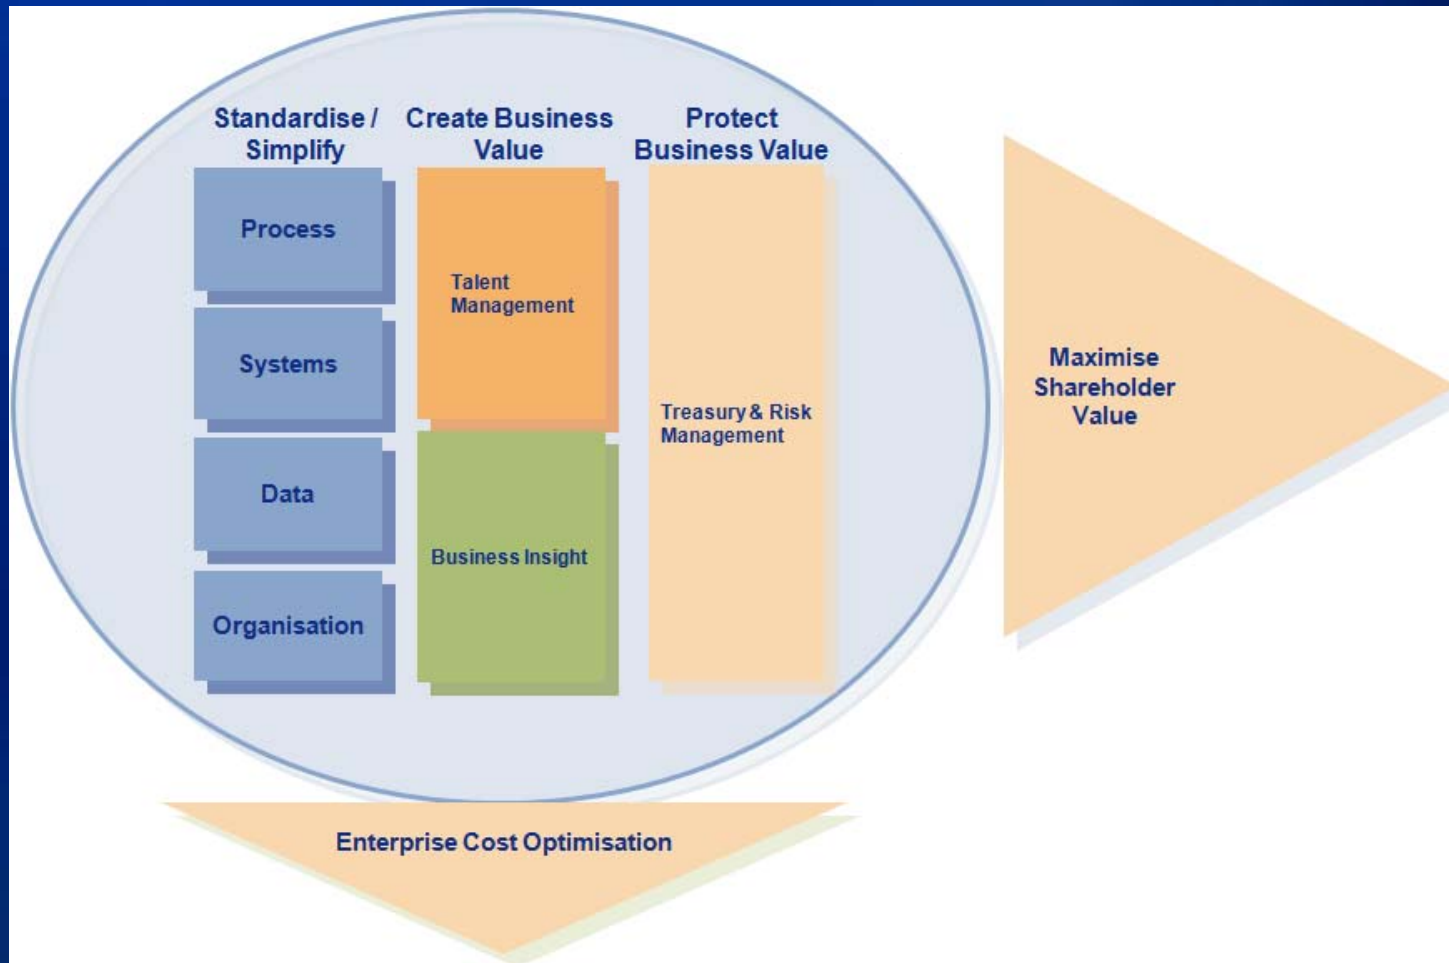 Standardise /
Simplify
Create Business
Value
Protect
Business Value
Process
Systems
Data
Organisation
Talent
Management
Business Insight
Treasury & Risk
Management
Maximise
Shareholder
Value
Enterprise Cost Optimisation